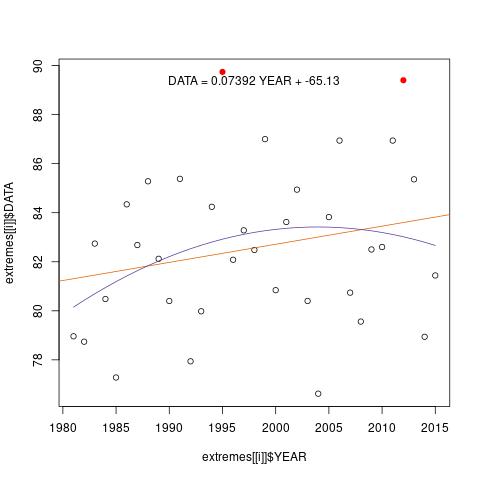 DATA = 0.07392 YEAR + -65.13
90
88
86
84
82
80
78
extremes[[i]]$DATA
1980 1985 1990 1995 2000 2005 2010 2015
extremes[[i]]$YEAR